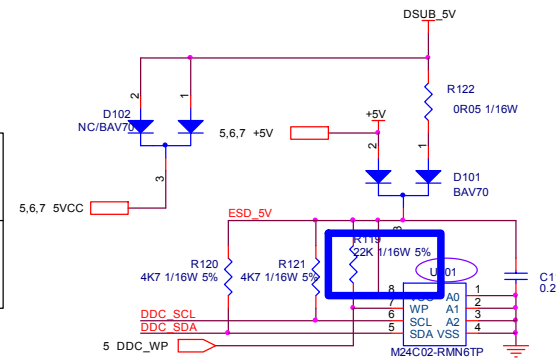 DSUB_5V
2
1
R122
0R05 1/16W
D102
NC/BAV70
+5V
5,6,7 +5V
2
1
3
D101
BAV70
5,6,7 5VCC
ESD_5V
3
R119
22K 1/16W 5%
R120
4K7 1/16W 5%
R121
4K7 1/16W 5%
C1
0.2
8
A0
1
7
WP
A1
2
DDC_SCL
6
SCL
A2
3
DDC_SDA
5
SDA
VSS
4
5 DDC_WP
M24C02-RMN6TP